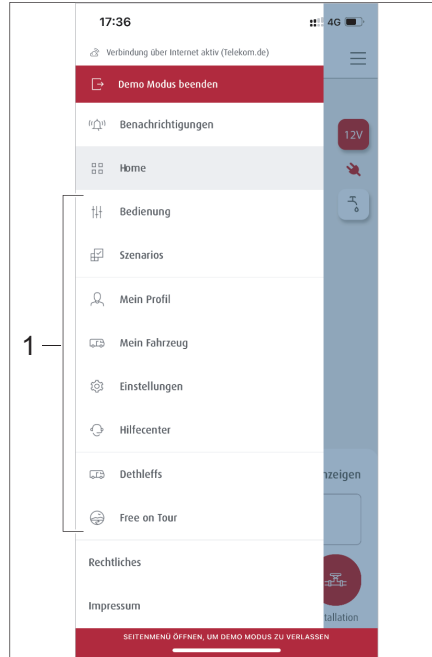 17:36
4G
Verbindung über Internet aktiv (Telekom.de)
Demo Modus beenden
Benachrichtigungen
12V
Home
Bedienung
Szenarios
Mein Profil
1
Mein Fahrzeug
Einstellungen
Hilfecenter
Dethleffs
nzeigen
Free on Tour
Rechtliches
Impressum
tallation
SEITENMENÜ ÖFFNEN, UM DEMO MODUS ZU VERLASSEN